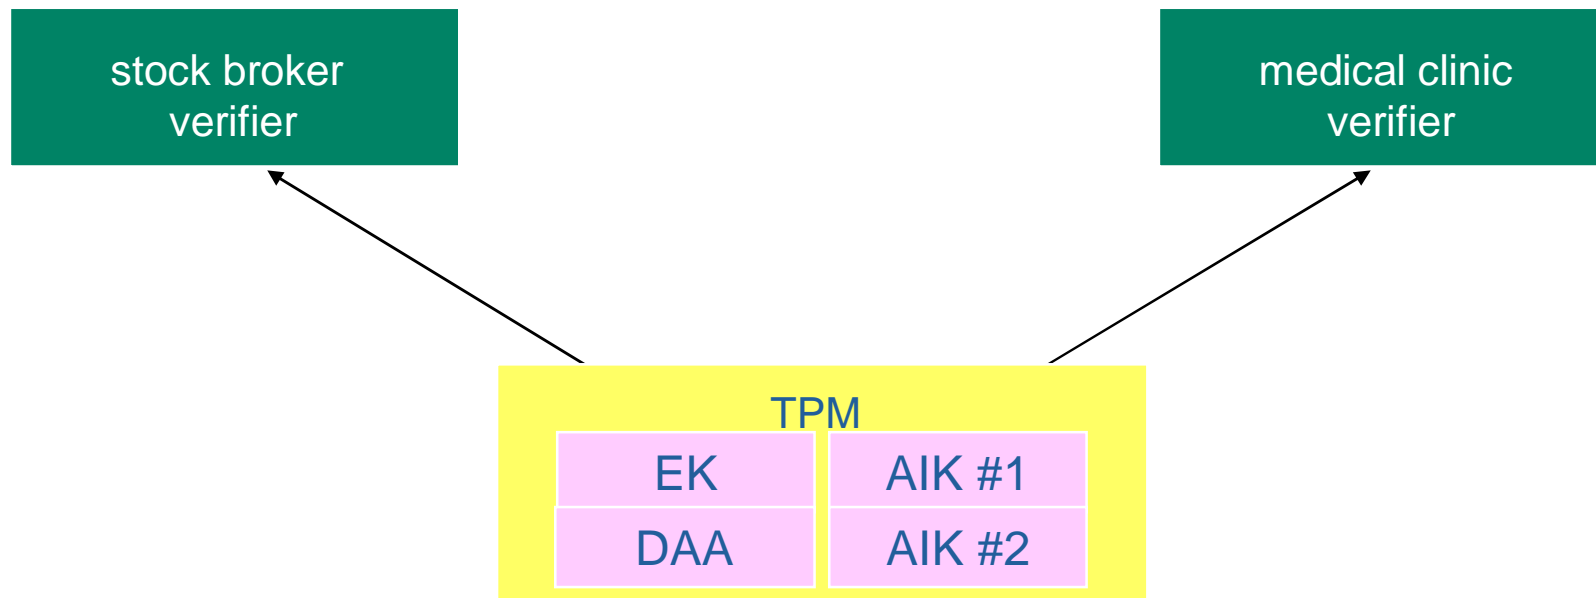 stock broker
verifier
medical clinic
verifier
TPM
EK
AIK #1
DAA
AIK #2